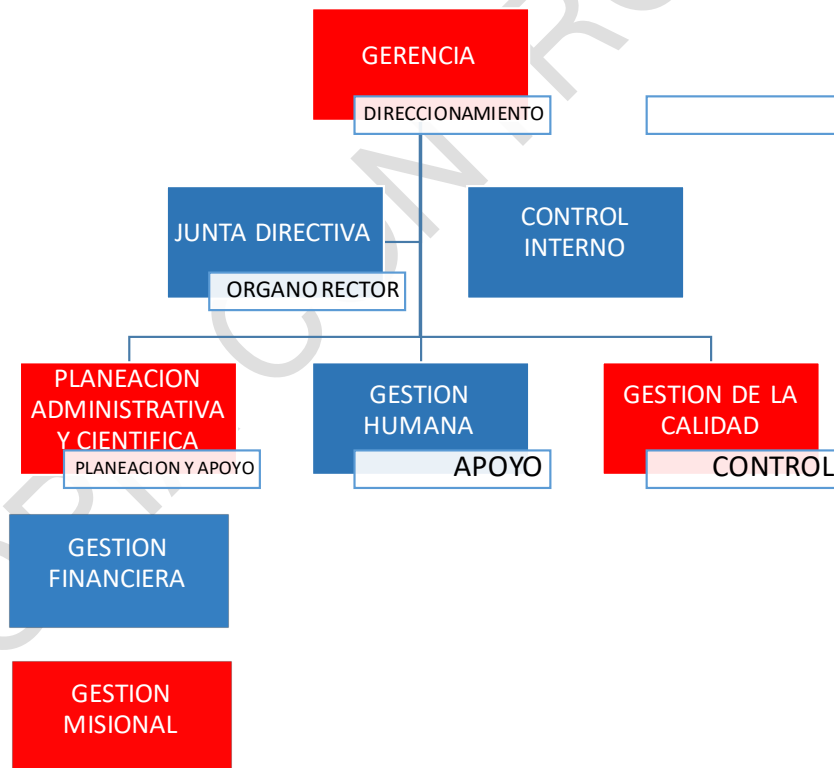 GERENCIA
DIRECCIONAMIENTO
JUNTA DIRECTIVA
ORGANO RECTOR
CONTROL
INTERNO
PLANEACION
ADMINISTRATIVA
Y CIENTIFICA
PLANEACION Y APOYO
GESTION
HUMANA
APOYO
GESTION DE LA
CALIDAD
CONTROL
GESTION
FINANCIERA
GESTION
MISIONAL